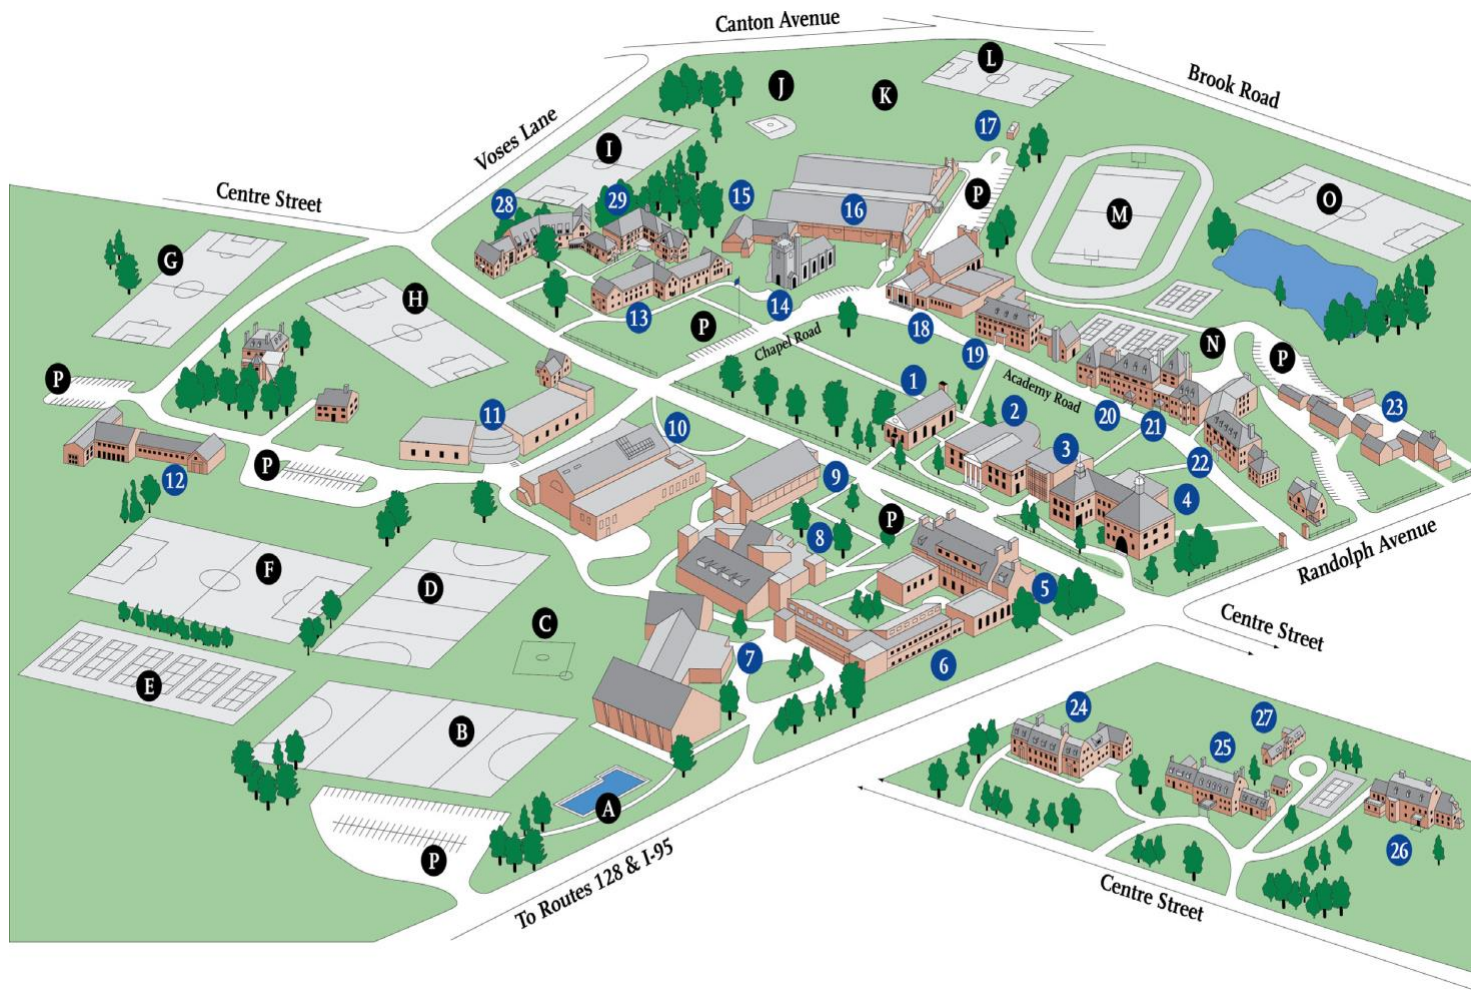 Canton Avenue
L
J
K
Brook Road
17
Voses Lane
I
Centre Street
28
29
15
16
P
M
O
G
H
13
14
P
18
Chapel Road
19
N
P
P
1
Academy Road
20
21
23
11
10
2
3
22
4
12
P
9
P
8
F
D
5
Randolph Avenue
C
7
6
Centre Street
E
B
24
27
25
A
P
To Routes 128 & I-95
26
Centre Street